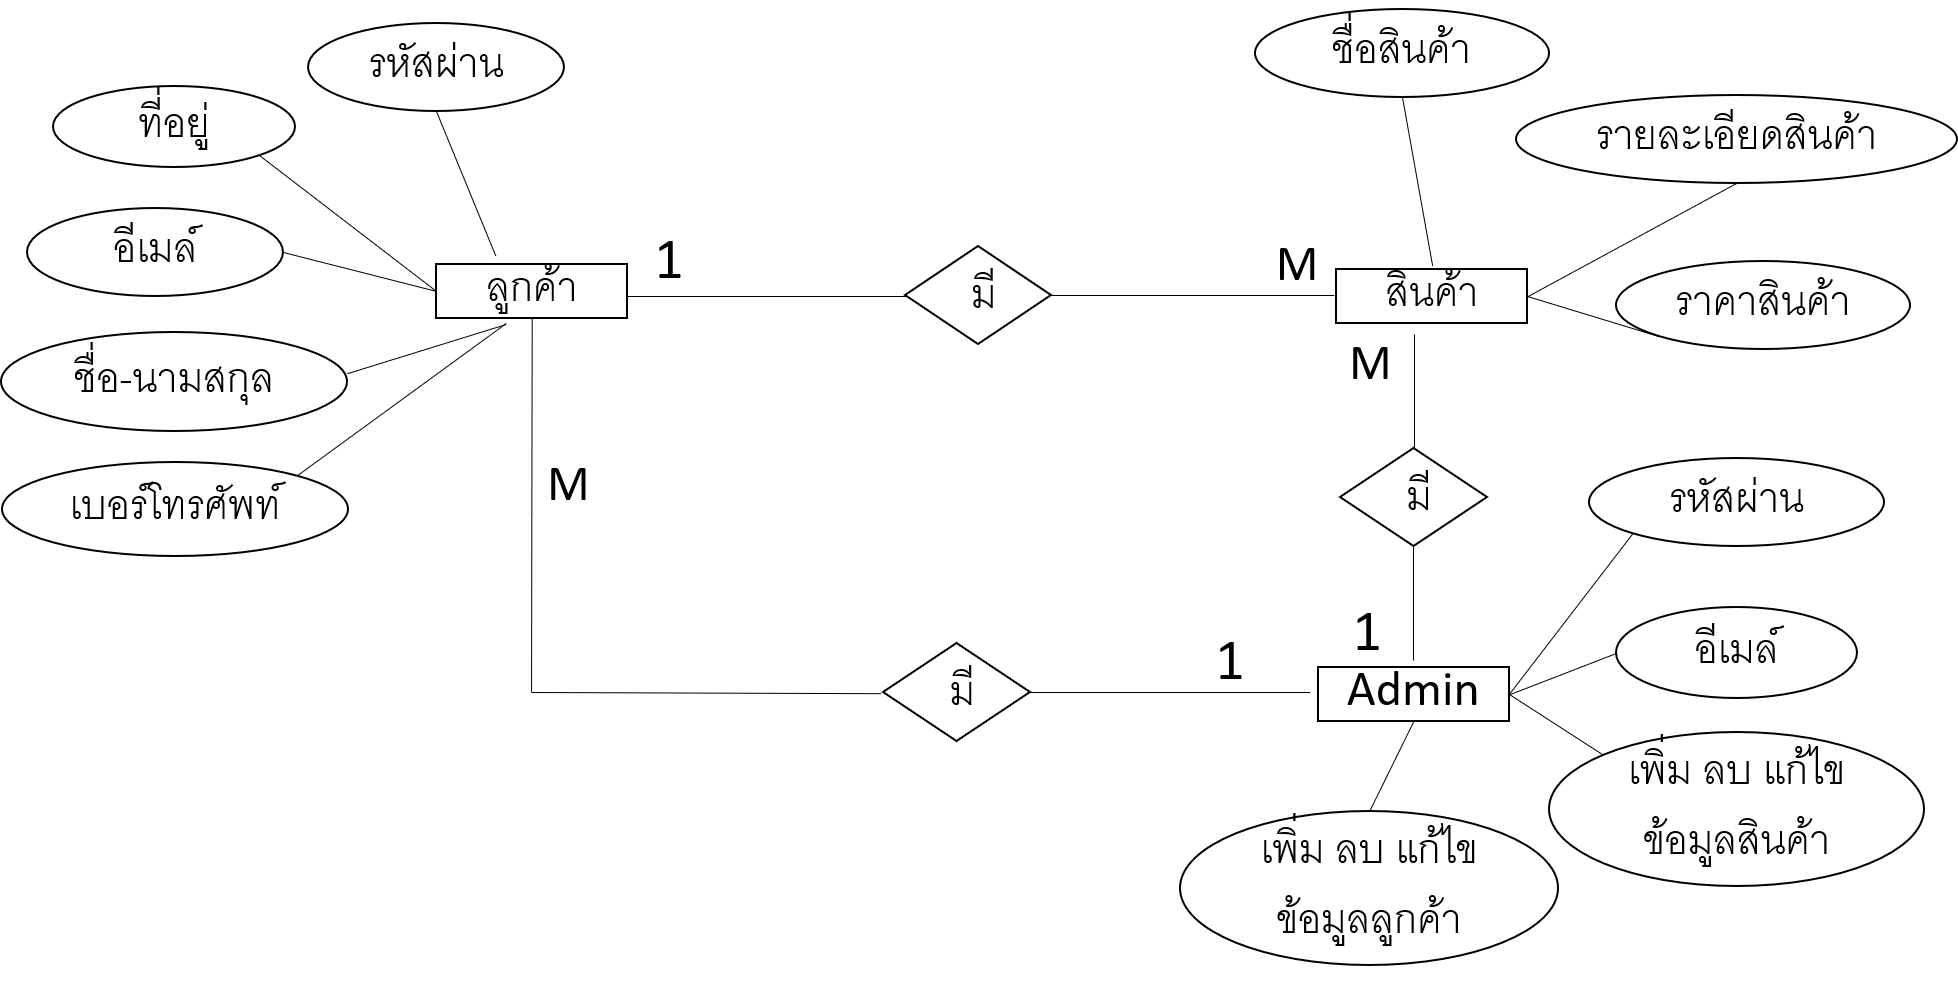 ชื่อสินค้า
รหัสผ่าน
ที่อยู่
รายละเอียดสินค้า
อีเมล์
1
M
ลูกค้า
มี
สินค้า
ราคาสินค้า
M
ชื่อ-นามสกุล
M
เบอร์โทรศัพท์
มี
รหัสผ่าน
1
1
อีเมล์
มี
Admin
เพิ่ม ลบ แก้ไข
ข้อมูลสินค้า
เพิ่ม ลบ แก้ไข
ข้อมูลลูกค้า